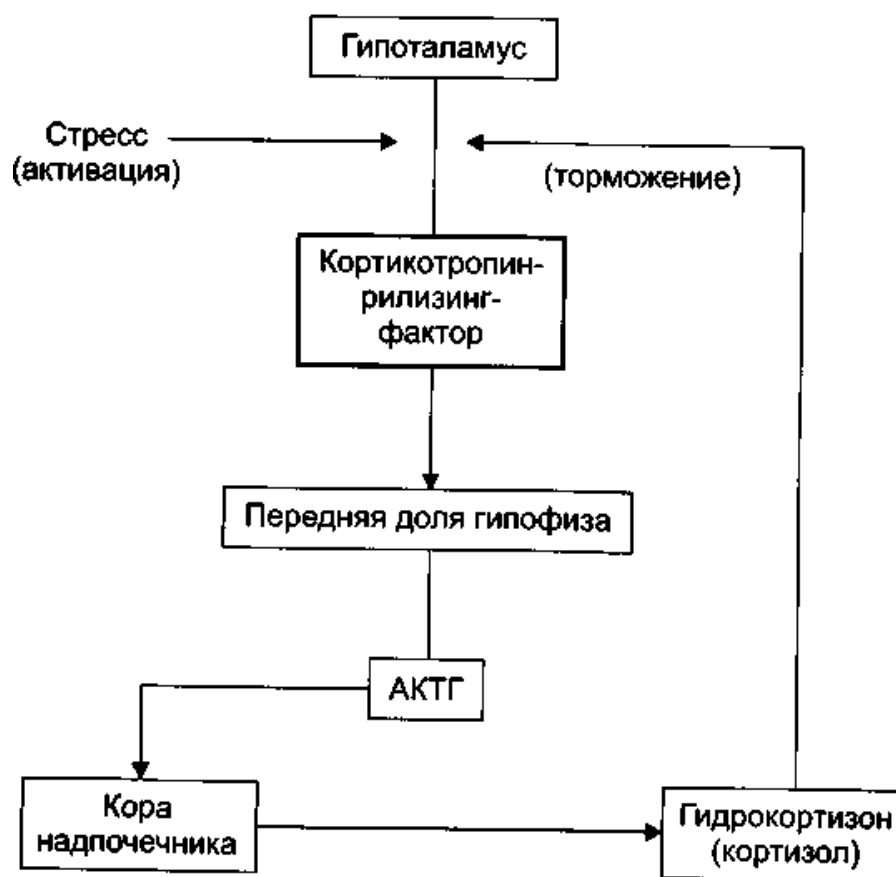 Гипоталамус
Стресс
(активация)
(торможение)
Кортикотропин-
рилизинг-
фактор
Передняя доля гипофиза
АКТГ
Кора
надпочечника
Гидрокортизон
(кортизол)